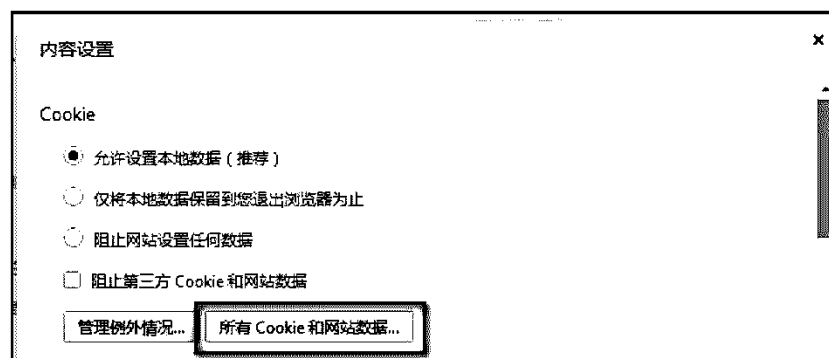 内容设置
×
Cookie
允许设置本地数据（推荐）
仅将本地数据保留到您退出浏览器为止
阻止网站设置任何数据
阻止第三方 Cookie 和网站数据
管理例外情况... 所有 Cookie 和网站数据...